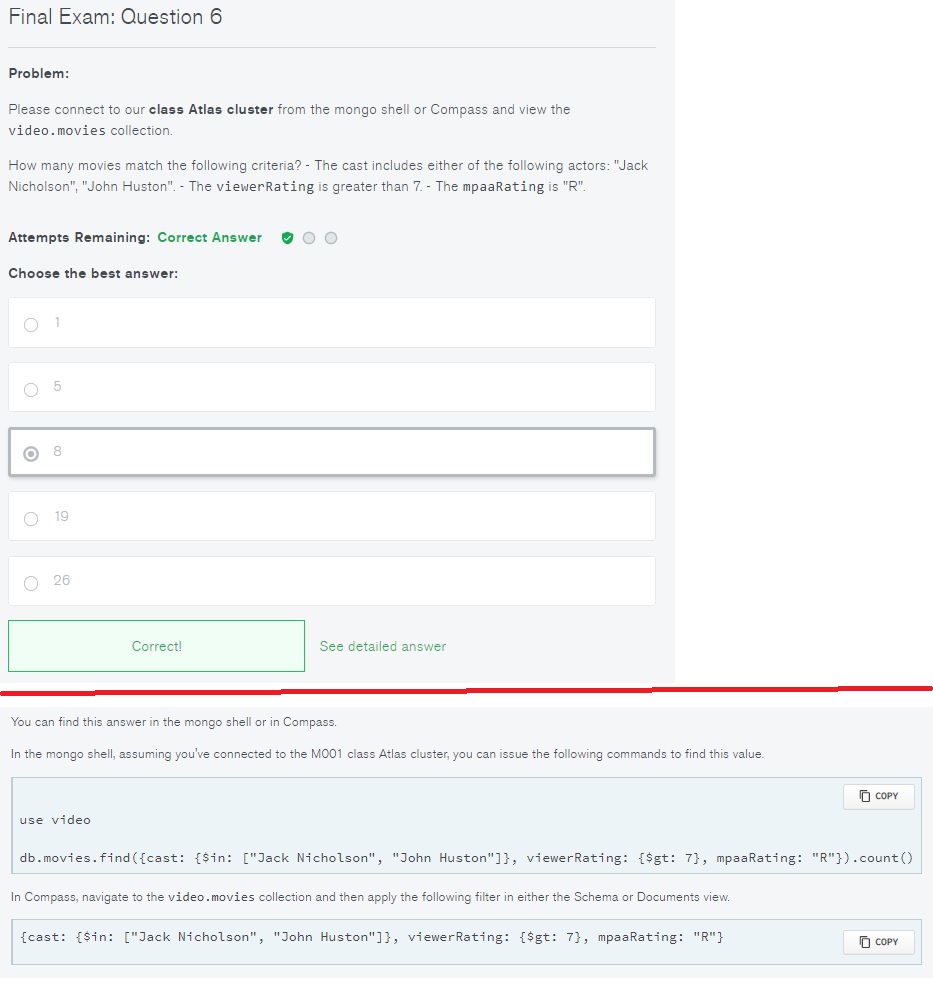 Final Exam: Question 6
Problem:
Please connect to our class Atlas cluster from the mongo shell or Compass and view the
video.movies collection.
How many movies match the following criteria? - The cast includes either of the following actors: "Jack
Nicholson", "John Huston". - The viewerRating is greater than 7. - The mpaaRating is "R".
Attempts Remaining: Correct Answer
Choose the best answer:
1
5
8
19
26
Correct! See detailed answer
You can find this answer in the mongo shell or in Compass.
In the mongo shell, assuming you've connected to the M001 class Atlas cluster, you can issue the following commands to find this value.
COPY
use video
db.movies.find({cast: {$in: ["Jack Nicholson", "John Huston"]}, viewerRating: {$gt: 7}, mpaaRating: "R"}).count()
In Compass, navigate to the video.movies collection and then apply the following filter in either the Schema or Documents view.
{cast: {$in: ["Jack Nicholson", "John Huston"]}, viewerRating: {$gt: 7}, mpaaRating: "R"}
COPY